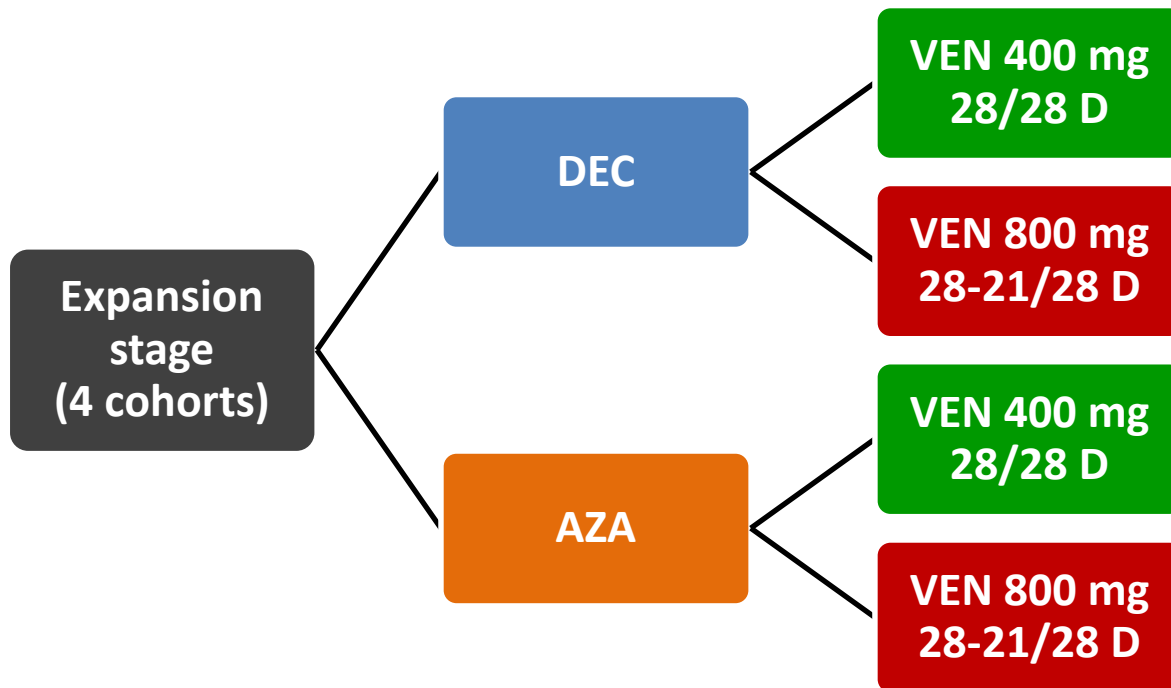 Expansion
stage
(4 cohorts)
DEC
VEN 400 mg
28/28 D
VEN 800 mg
28-21/28 D
AZA
VEN 400 mg
28/28 D
VEN 800 mg
28-21/28 D